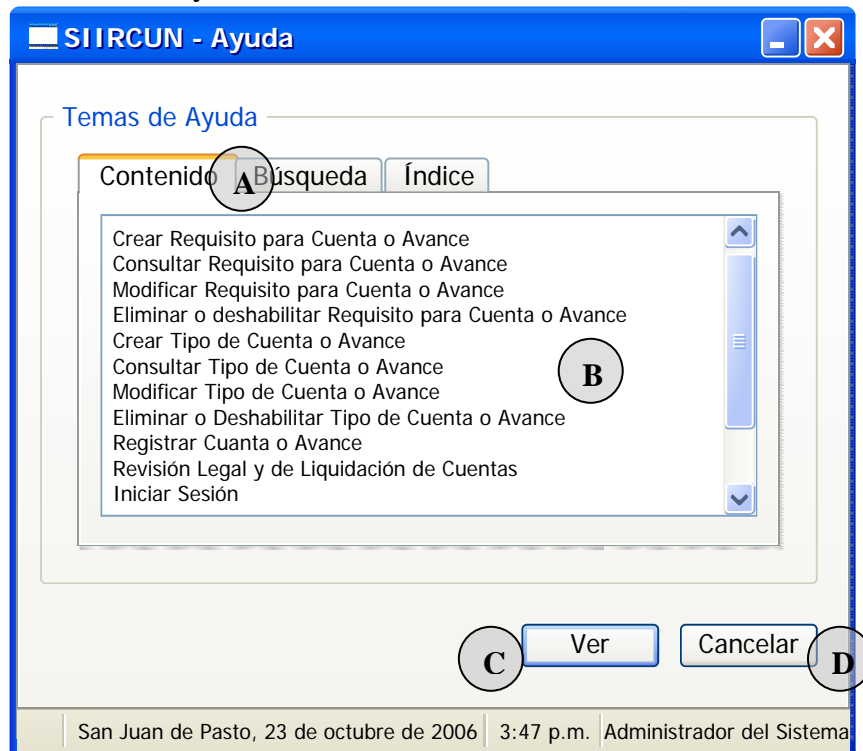 SIIRCUN - Ayuda
Temas de Ayuda
Contenido A Búsqueda Índice
Crear Requisito para Cuenta o Avance
Consultar Requisito para Cuenta o Avance
Modificar Requisito para Cuenta o Avance
Eliminar o deshabilitar Requisito para Cuenta o Avance
Crear Tipo de Cuenta o Avance
Consultar Tipo de Cuenta o Avance
B
Modificar Tipo de Cuenta o Avance
Eliminar o Deshabilitar Tipo de Cuenta o Avance
Registrar Cuanta o Avance
Revisión Legal y de Liquidación de Cuentas
Iniciar Sesión
C Ver Cancelar D
San Juan de Pasto, 23 de octubre de 2006 3:47 p.m. Administrador del Sistema